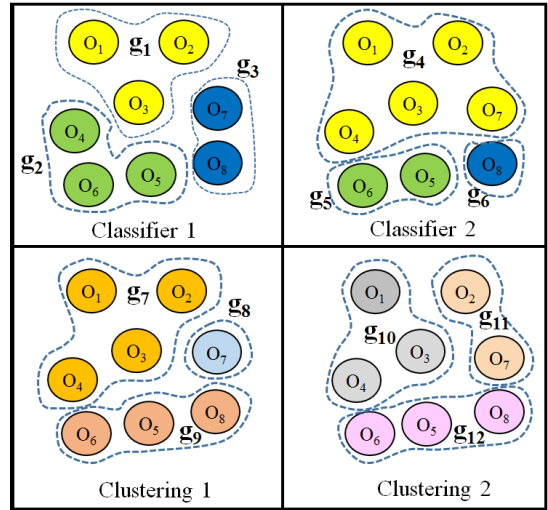 O1 g1 O2
g3
O3 O7
O4
g2 O5 O8
O6
Classifier 1
O1 g4 O2
O3 O7
O4
O5 O8
g5 O6 g6
Classifier 2
O1 g7 O2
g8
O3 O7
O4
O5 O8
O6 g9
Clustering 1
O1 O2
g10 g11
O3 O7
O4
O5 O8
O6 g12
Clustering 2